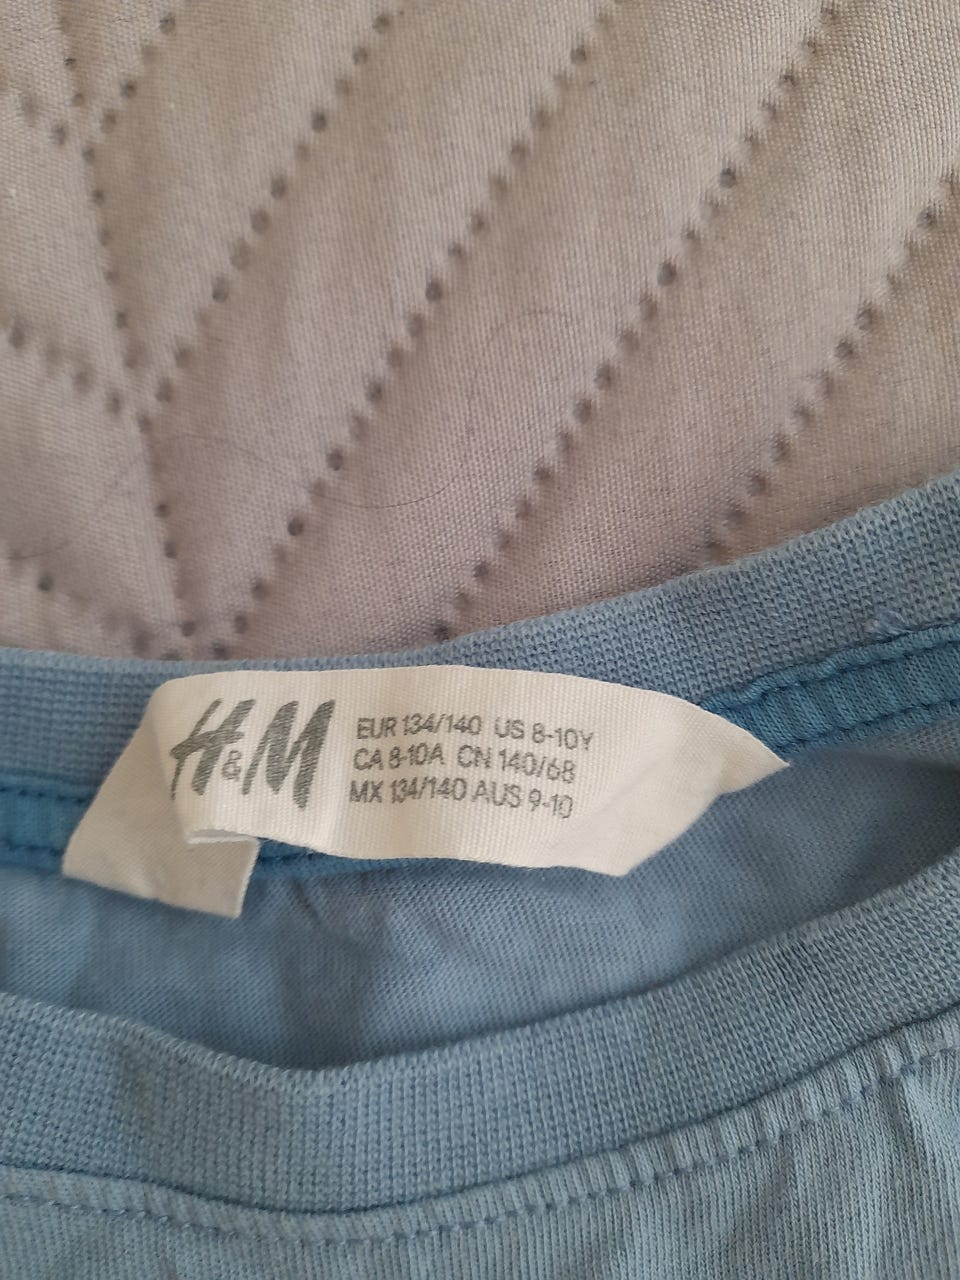 H&M
EUR 134/140 US 8-10Y
CA 8-10A CN 140/68
MX 134/140 AUS 9-10